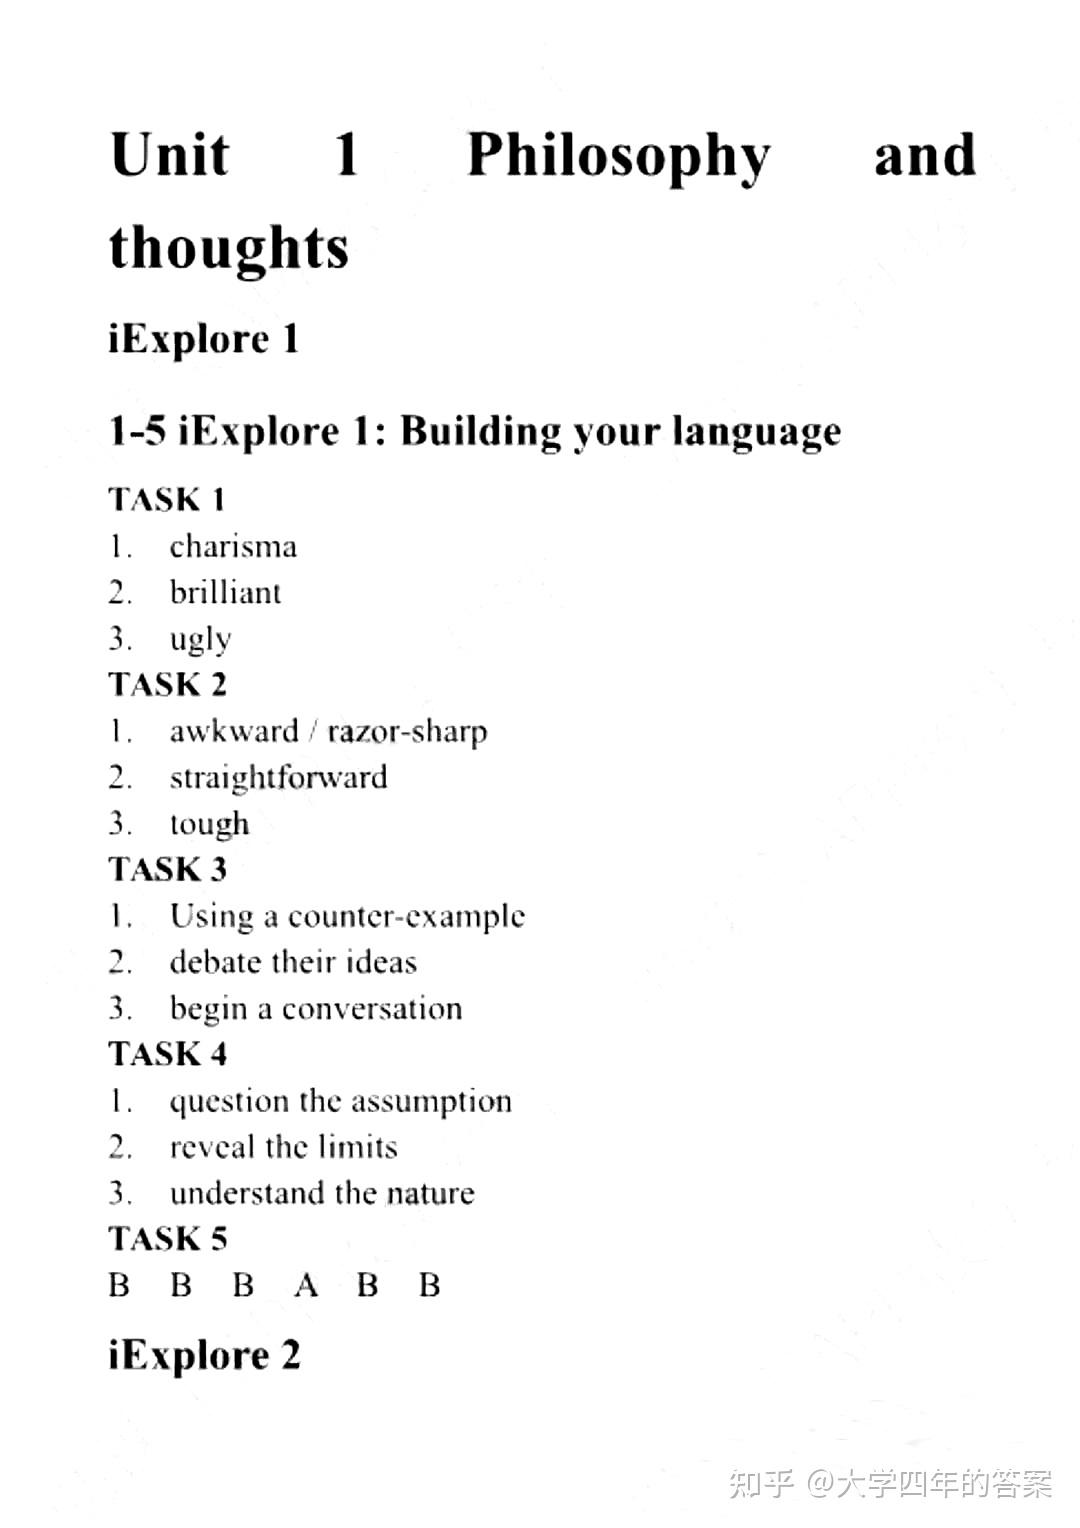 Unit 1 Philosophy and
thoughts
iExplore 1
1-5 iExplore 1: Building your language
TASK 1
1. charisma
2. brilliant
3. ugly
TASK 2
1. awkward / razor-sharp
2. straightforward
3. tough
TASK 3
1. Using a counter-example
2. debate their ideas
3. begin a conversation
TASK 4
1. question the assumption
2. reveal the limits
3. understand the nature
TASK 5
B B B A B B
iExplore 2
知乎 @大学四年的答案